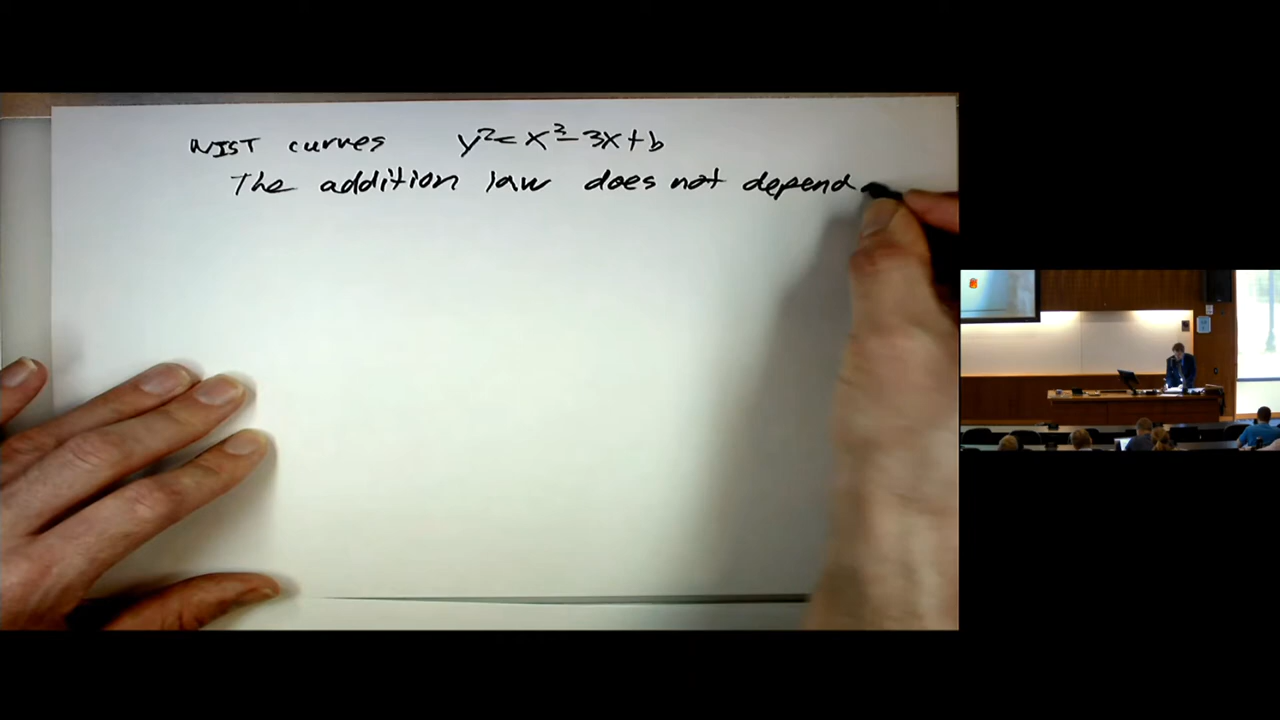 NIST curves y² = x³ - 3x + b
The addition law does not depend